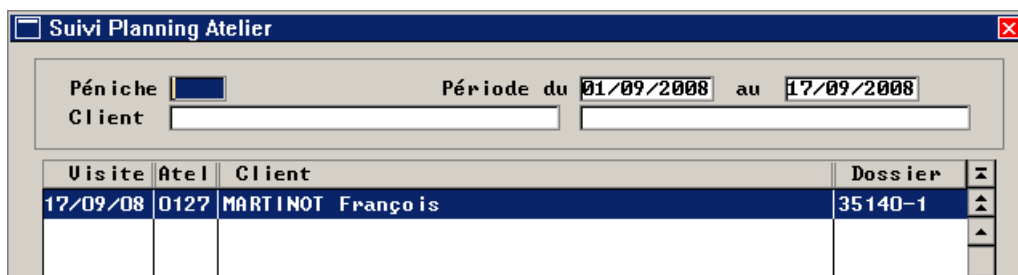 Suivi Planning Atelier
Péniche Période du 01/09/2008 au 17/09/2008
Client
Visite Atel Client Dossier
17/09/08 0127 MARTINOT François 35140-1